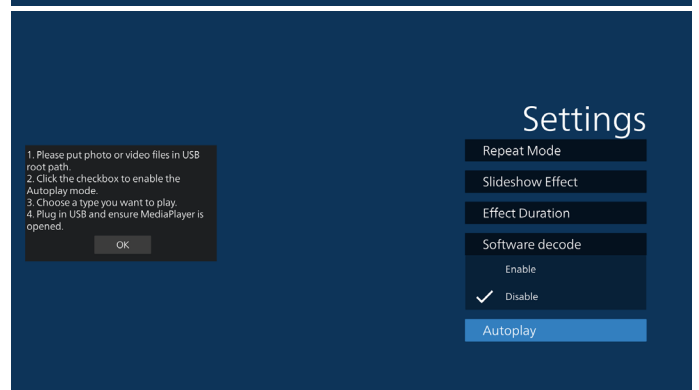 Settings
1. Please put photo or video files in USB
root path.
2. Click the checkbox to enable the
Autoplay mode.
3. Choose a type you want to play.
4. Plug in USB and ensure MediaPlayer is
opened.
OK
Repeat Mode
Slideshow Effect
Effect Duration
Software decode
Enable
Disable
Autoplay